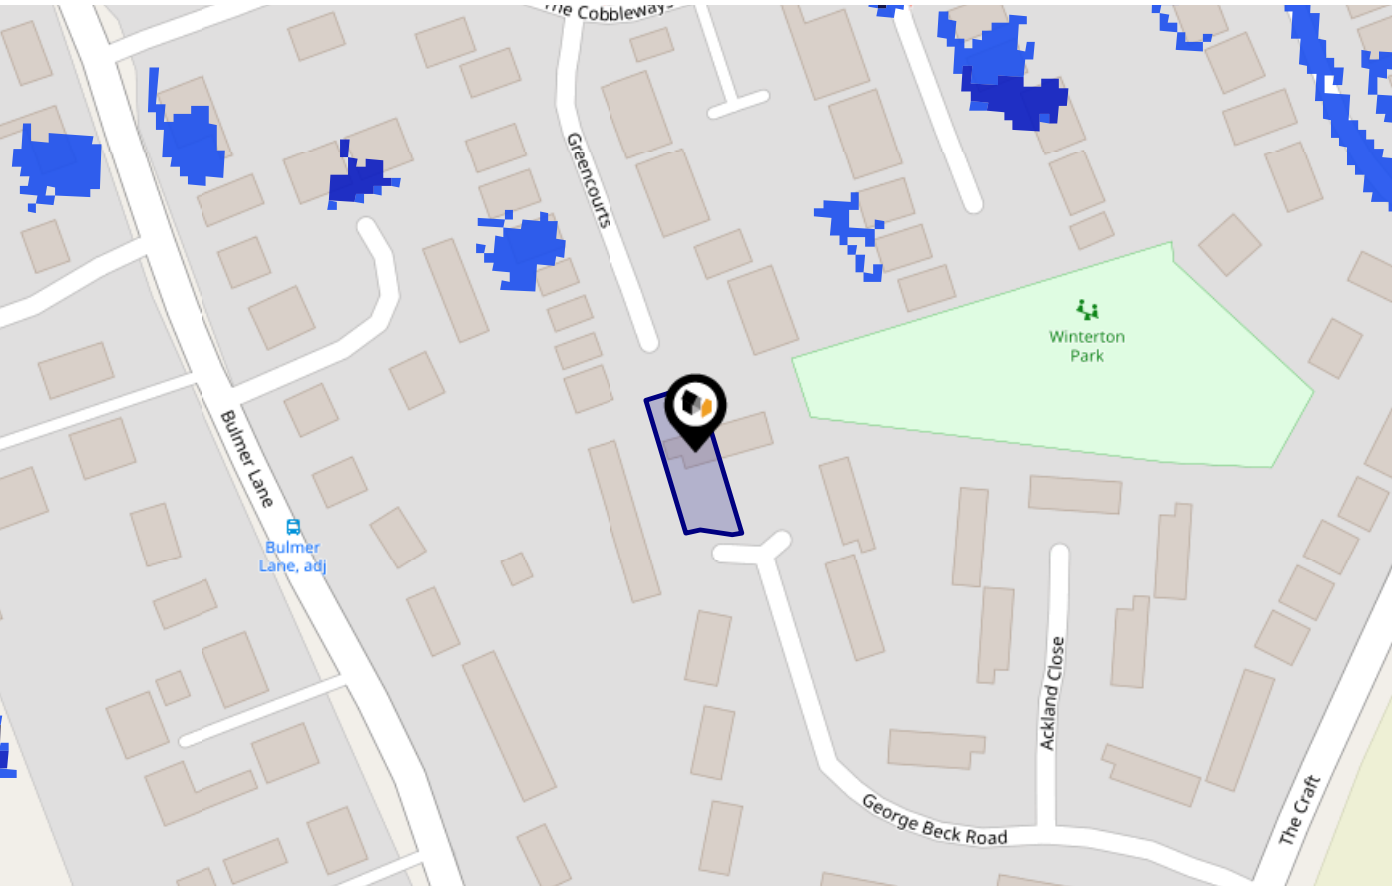 The Cobbleways
Greencourts
Winterton
Park
Bulmer Lane
Bulmer
Lane, adj
Ackland Close
George Beck Road
The Craft